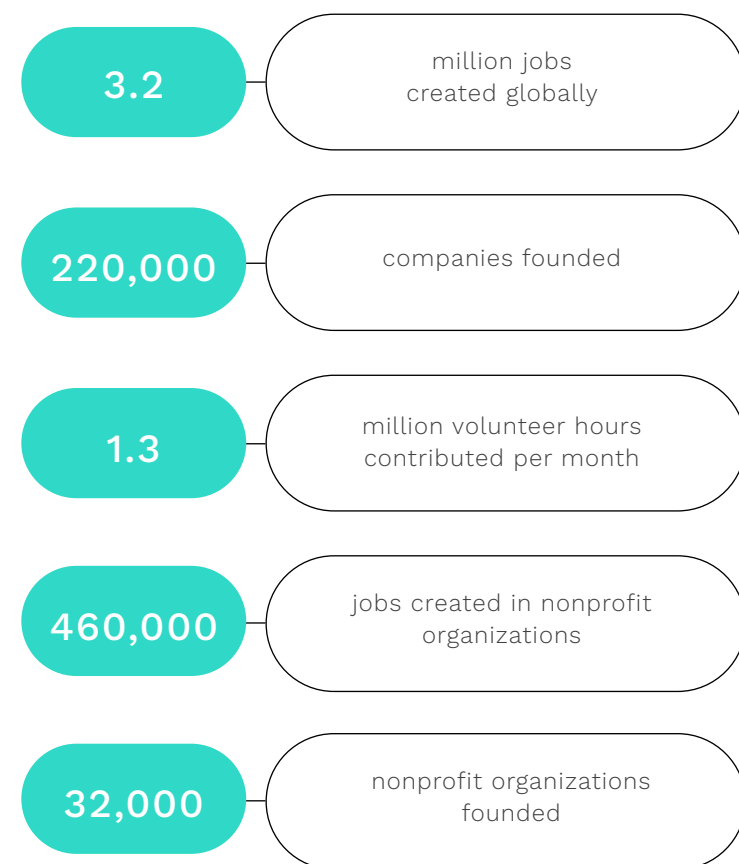 3.2
million jobs
created globally
220,000
companies founded
1.3
million volunteer hours
contributed per month
460,000
jobs created in nonprofit
organizations
32,000
nonprofit organizations
founded